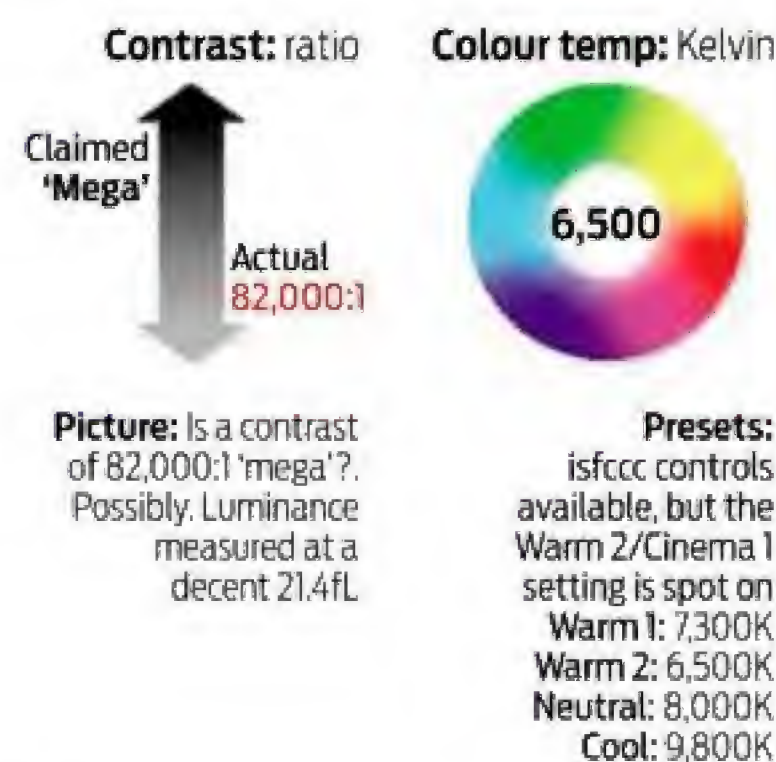 Contrast: ratio
Claimed
'Mega'
Actual
82,000:1
Picture: Is a contrast
of 82,000:1 'mega'?.
Possibly. Luminance
measured at a
decent 21.4fL
Colour temp: Kelvin
6,500
Presets:
isfccc controls
available, but the
Warm 2/Cinema 1
setting is spot on
Warm 1: 7,300K
Warm 2: 6,500K
Neutral: 8,000K
Cool: 9,800K